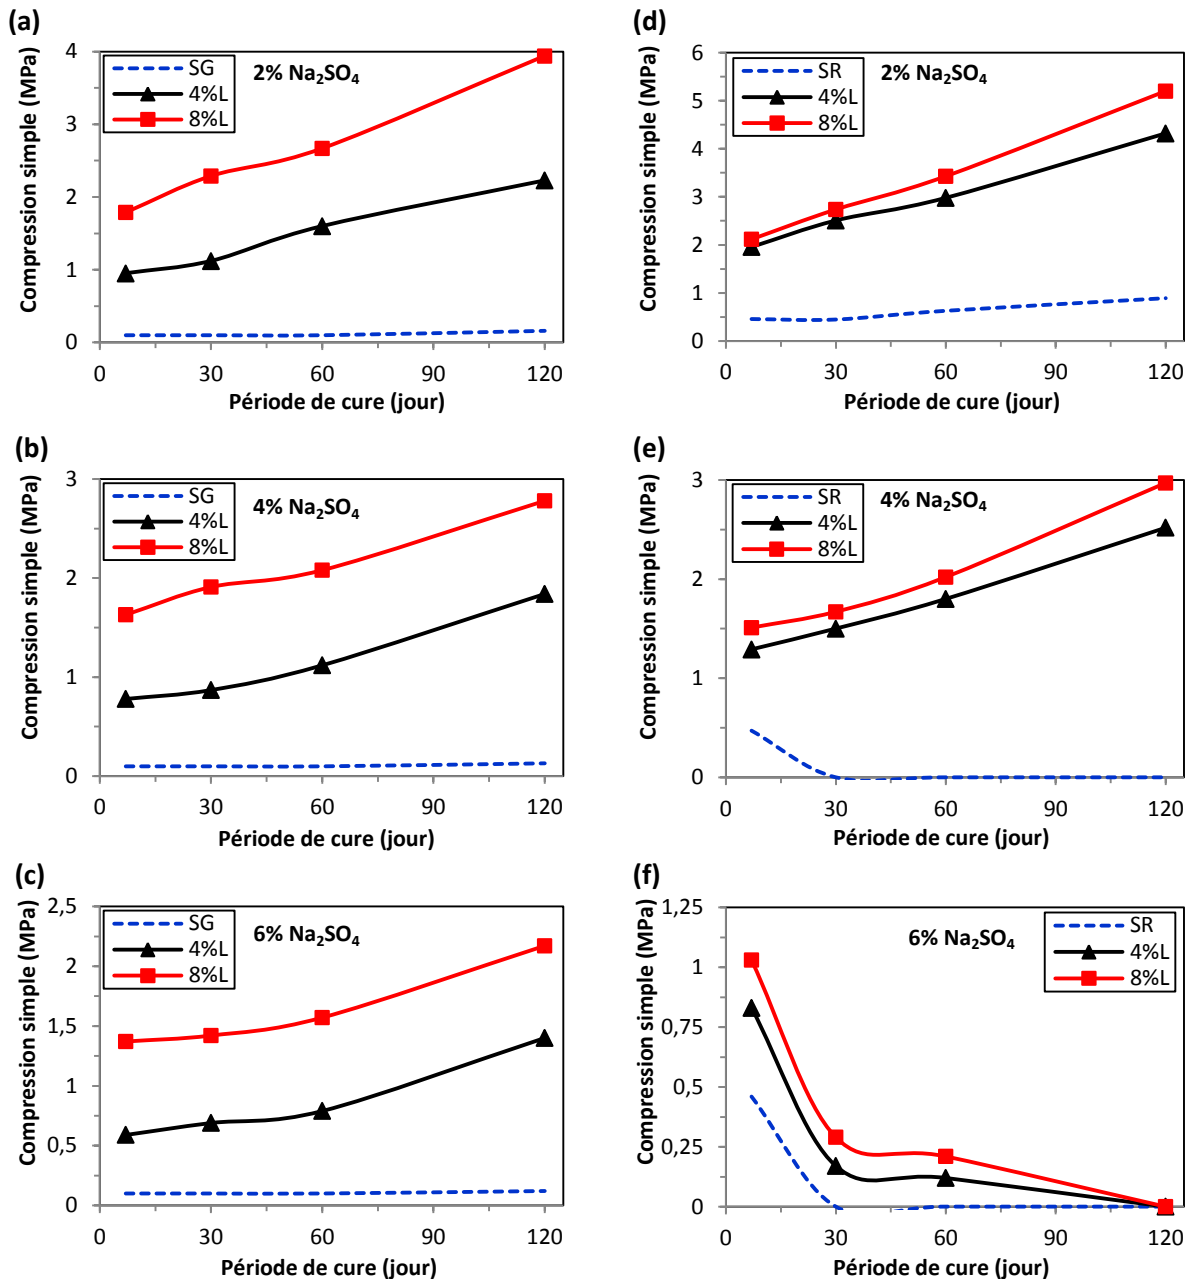 (a)
Compression simple (MPa)
4
3
2
1
0
SG
4%L
8%L
2% Na₂SO₄
0 30 60 90 120
Période de cure (jour)
(d)
Compression simple (MPa)
6
5
4
3
2
1
0
SR
4%L
8%L
2% Na₂SO₄
0 30 60 90 120
Période de cure (jour)
(b)
Compression simple (MPa)
3
2
1
0
SG
4%L
8%L
4% Na₂SO₄
0 30 60 90 120
Période de cure (jour)
(e)
Compression simple (MPa)
3
2
1
0
SR
4%L
8%L
4% Na₂SO₄
0 30 60 90 120
Période de cure (jour)
(c)
Compression simple (MPa)
2,5
2
1,5
1
0,5
0
SG
4%L
8%L
6% Na₂SO₄
0 30 60 90 120
Période de cure (jour)
(f)
Compression simple (MPa)
1,25
1
0,75
0,5
0,25
0
SR
4%L
8%L
6% Na₂SO₄
0 30 60 90 120
Période de cure (jour)